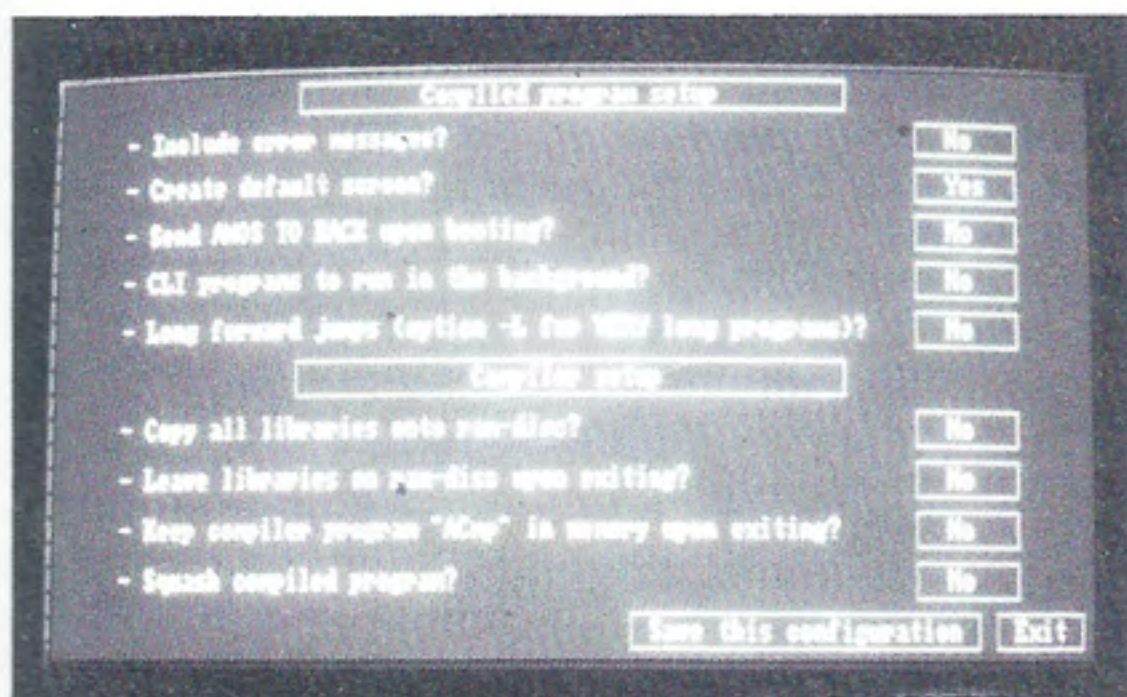 Compiled program setup
- Include error messages? No
- Create default screen? Yes
- Send AMOS TO BACK upon booting? No
- CLI programs to run in the background? No
- Long forward jumps (option -L for VERY long programs)? No
Compiler setup
- Copy all libraries onto ram-disc? No
- Leave libraries on ram-disc upon exiting? No
- Keep compiler program "ACmp" in memory upon exiting? No
- Squash compiled program? No
Save this configuration Exit